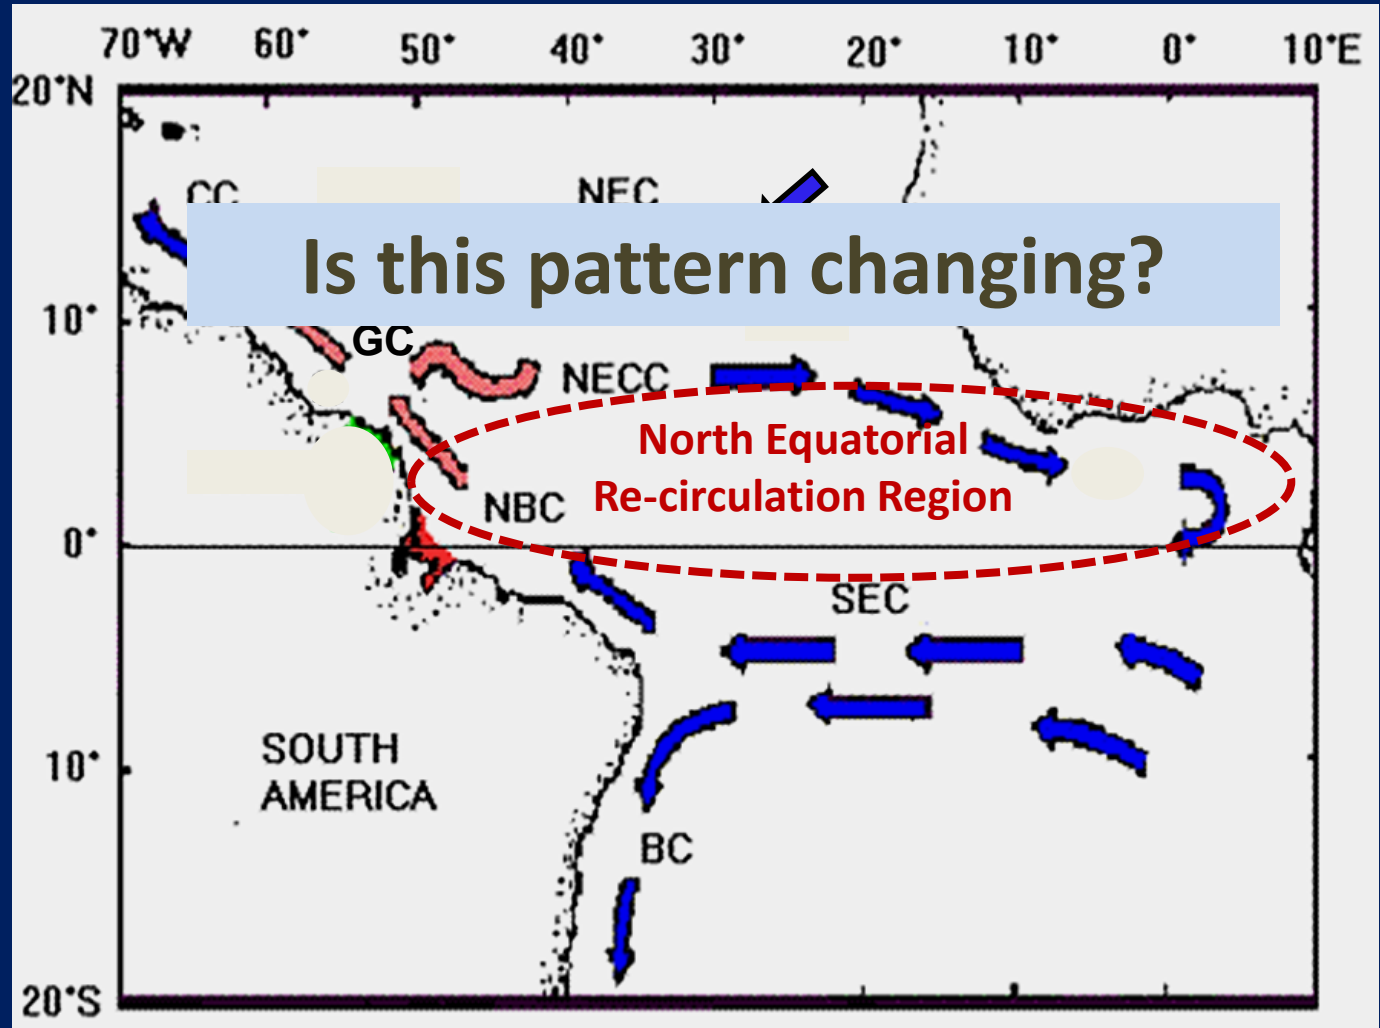 70°W 60° 50° 40° 30° 20° 10° 0° 10°E
20°N
CC NEC
Is this pattern changing?
10°
GC
NECC
North Equatorial
Re-circulation Region
NBC
0°
SEC
SOUTH
AMERICA
10°
BC
20°S